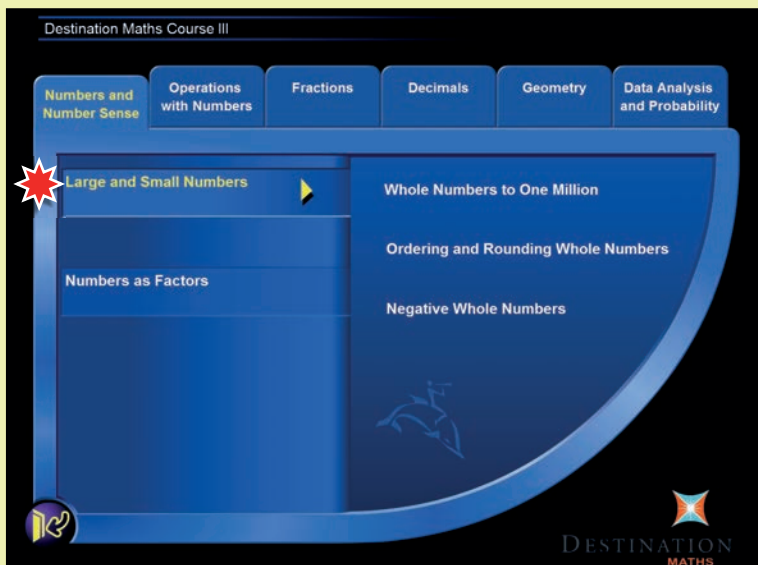 Destination Maths Course III
Numbers and
Number Sense
Operations
with Numbers
Fractions
Decimals
Geometry
Data Analysis
and Probability
Large and Small Numbers
Numbers as Factors
Whole Numbers to One Million
Ordering and Rounding Whole Numbers
Negative Whole Numbers
DESTINATION
MATHS